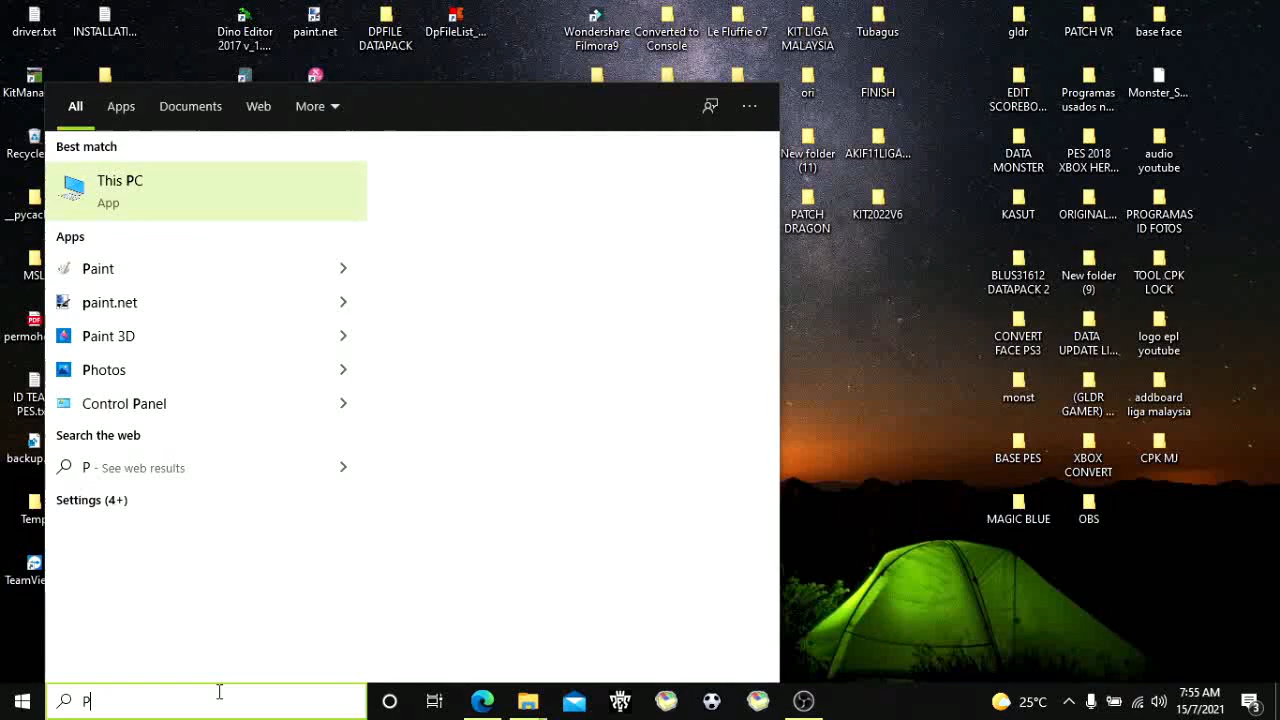 driver.txt
INSTALLATI...
Dino Editor
2017 v_1....
paint.net
DPFILE
DATAPACK
DpFileList_...
Wondershare
Filmora9
Converted to
Console
Le Fluffie o7
KIT LIGA
MALAYSIA
Tubagus
gldr
PATCH VR
base face
KitMana
ori
FINISH
EDIT
SCOREBO...
Programas
usados n...
Monster_S...
All
Apps
Documents
Web
More
Best match
This PC
App
Apps
Paint
paint.net
Paint 3D
Photos
Control Panel
Search the web
P - See web results
Settings (4+)
Recycle
New folder
(11)
AKIF11LIGA...
DATA
MONSTER
PES 2018
XBOX HER...
audio
youtube
__pycac
PATCH
DRAGON
KIT2022V6
KASUT
ORIGINAL...
PROGRAMAS
ID FOTOS
MSL
BLUS31612
DATAPACK 2
New folder
(9)
TOOL CPK
LOCK
PDF
permoho
CONVERT
FACE PS3
DATA
UPDATE LI...
logo epl
youtube
ID TEA
PES.tx
monst
(GLDR
GAMER) ...
addboard
liga malaysia
backup.
BASE PES
XBOX
CONVERT
CPK MJ
Temp
MAGIC BLUE
OBS
TeamVie
P
25°C
7:55 AM
15/7/2021
3